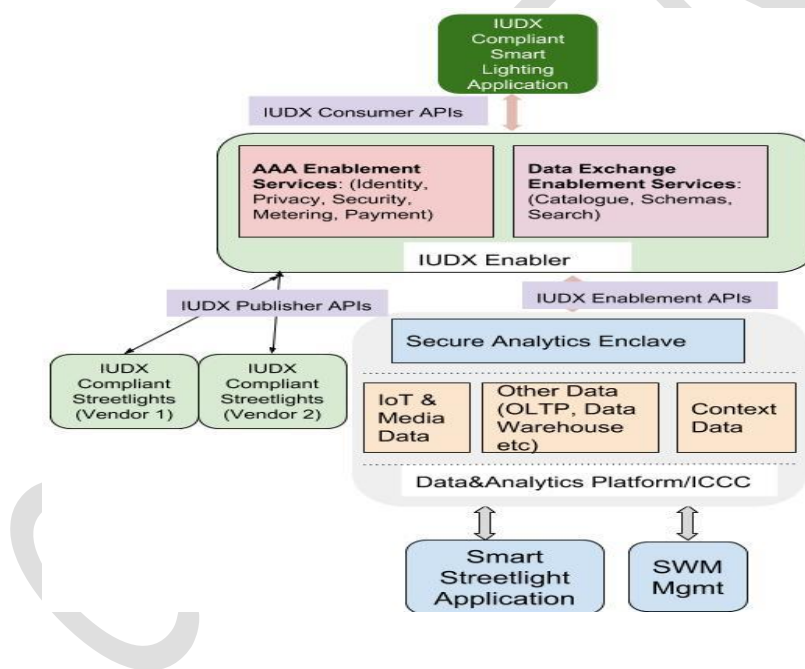 IUDX
Compliant
Smart
Lighting
Application
IUDX Consumer APIs
AAA Enablement
Services: (Identity,
Privacy, Security,
Metering, Payment)
Data Exchange
Enablement Services:
(Catalogue, Schemas,
Search)
IUDX Enabler
IUDX Publisher APIs
IUDX Enablement APIs
IUDX
Compliant
Streetlights
(Vendor 1)
IUDX
Compliant
Streetlights
(Vendor 2)
Secure Analytics Enclave
IoT &
Media
Data
Other Data
(OLTP, Data
Warehouse
etc)
Context
Data
Data&Analytics Platform/ICCC
Smart
Streetlight
Application
SWM
Mgmt